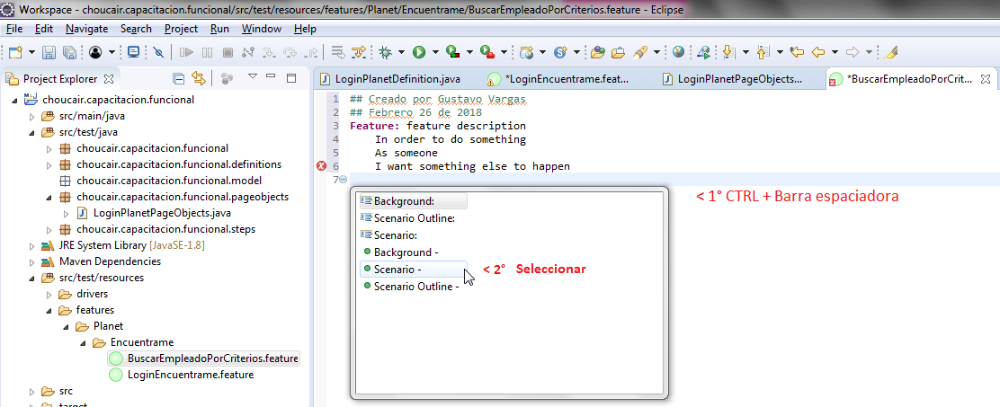 Workspace - choucair.capacitacion.funcional/src/test/resources/features/Planet/Encuentrame/BuscarEmpleadoPorCriterios.feature - Eclipse
File Edit Navigate Search Project Run Window Help
Project Explorer
LoginPlanetDefinition.java
*LoginEncuentrame.feat...
LoginPlanetPageObjects...
*BuscarEmpleadoPorCrit...
choucair.capacitacion.funcional
src/main/java
src/test/java
choucair.capacitacion.funcional
choucair.capacitacion.funcional.definitions
choucair.capacitacion.funcional.model
choucair.capacitacion.funcional.pageobjects
LoginPlanetPageObjects.java
choucair.capacitacion.funcional.steps
JRE System Library [JavaSE-1.8]
Maven Dependencies
src/test/resources
drivers
features
Planet
Encuentrame
BuscarEmpleadoPorCriterios.feature
LoginEncuentrame.feature
src
target
1 ## Creado por Gustavo Vargas
2 ## Febrero 26 de 2018
3 Feature: feature description
4 In order to do something
5 As someone
6 I want something else to happen
7
< 1° CTRL + Barra espaciadora
Background:
Scenario Outline:
Scenario:
Background -
Scenario -
< 2° Seleccionar
Scenario Outline -